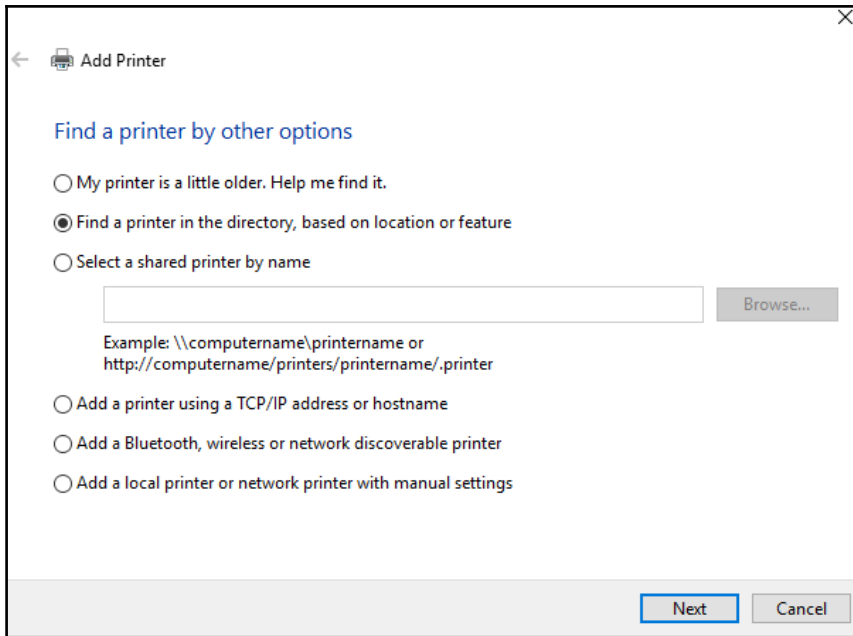 Add Printer
Find a printer by other options
My printer is a little older. Help me find it.
Find a printer in the directory, based on location or feature
Select a shared printer by name
Browse...
Example: \\computername\printername or
http://computername/printers/printername/.printer
Add a printer using a TCP/IP address or hostname
Add a Bluetooth, wireless or network discoverable printer
Add a local printer or network printer with manual settings
Next
Cancel